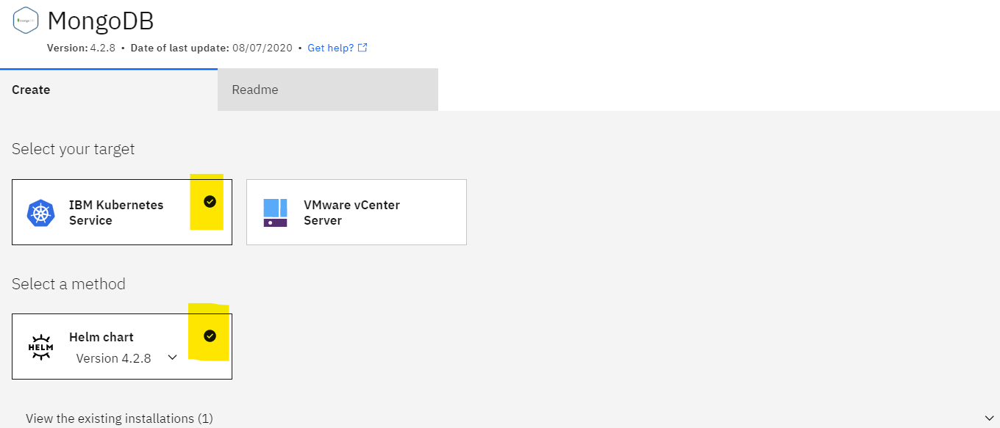 MongoDB
Version: 4.2.8 • Date of last update: 08/07/2020 • Get help?
Create
Readme
Select your target
IBM Kubernetes
Service
VMware vCenter
Server
Select a method
HELM
Helm chart
Version 4.2.8
View the existing installations (1)